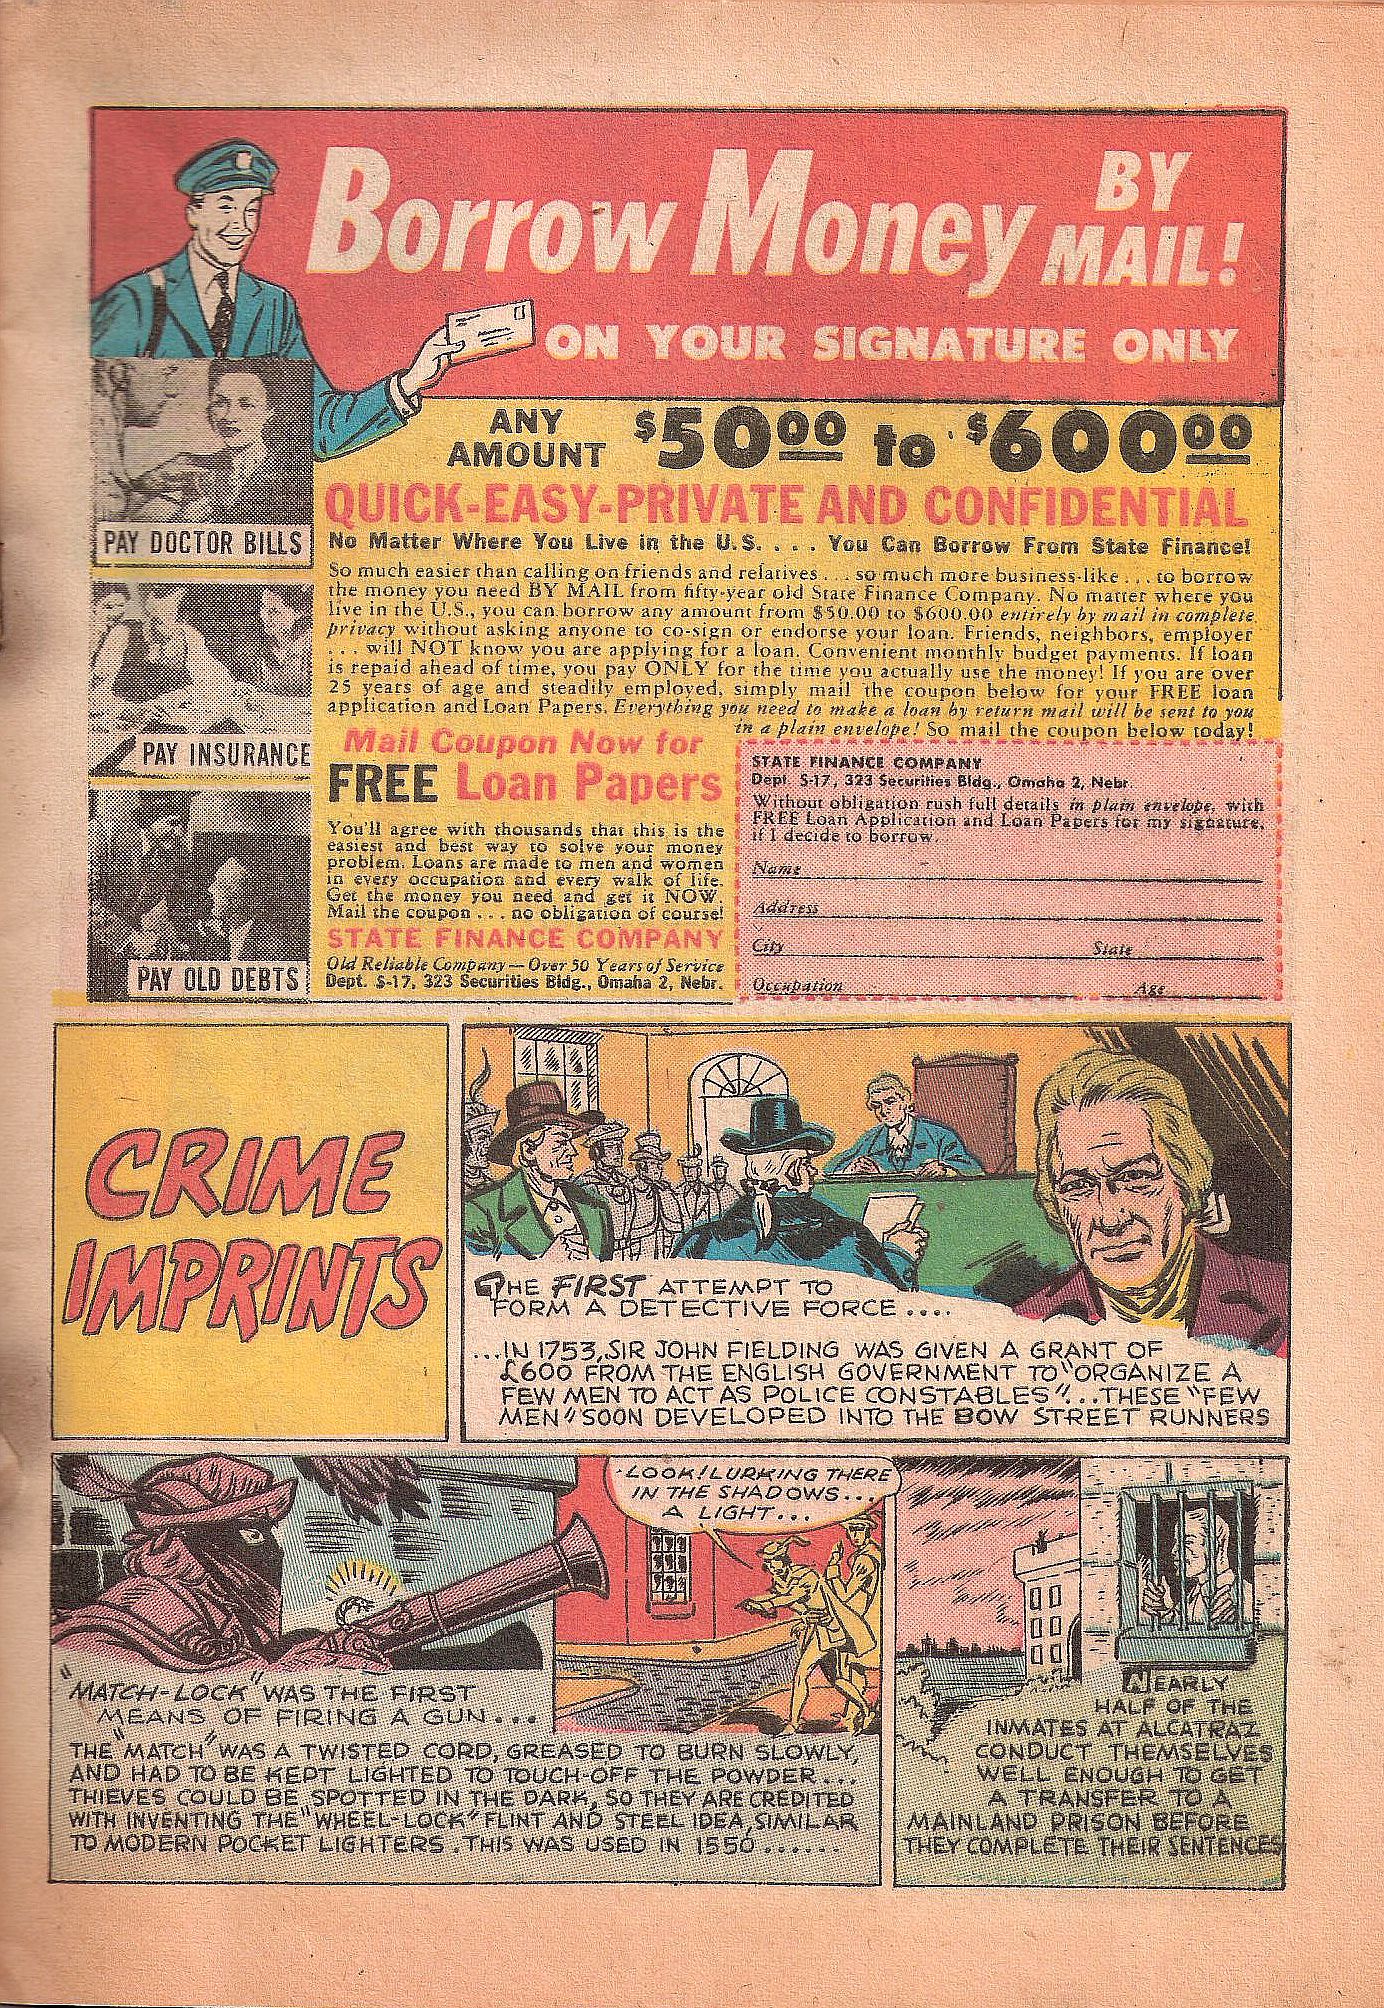 Borrow Money BY
MAIL!
ON YOUR SIGNATURE ONLY
ANY
AMOUNT
$50.00 to $600.00
QUICK-EASY-PRIVATE AND CONFIDENTIAL
No Matter Where You Live in the U.S. . . . You Can Borrow From State Finance!
So much easier than calling on friends and relatives . . . so much more business-like . . . to borrow
the money you need BY MAIL from fifty-year old State Finance Company. No matter where you
live in the U.S., you can borrow any amount from $50.00 to $600.00 entirely by mail in complete
privacy without asking anyone to co-sign or endorse your loan. Friends, neighbors, employer
. . . will NOT know you are applying for a loan. Convenient monthly budget payments. If loan
is repaid ahead of time, you pay ONLY for the time you actually use the money! If you are over
25 years of age and steadily employed, simply mail the coupon below for your FREE loan
application and Loan Papers. Everything you need to make a loan by return mail will be sent to you
in a plain envelope! So mail the coupon below today!
PAY DOCTOR BILLS
PAY INSURANCE
PAY OLD DEBTS
Mail Coupon Now for
FREE Loan Papers
You'll agree with thousands that this is the
easiest and best way to solve your money
problem. Loans are made to men and women
in every occupation and every walk of life.
Get the money you need and get it NOW.
Mail the coupon . . . no obligation of course!
STATE FINANCE COMPANY
Old Reliable Company—Over 50 Years of Service
Dept. S-17, 323 Securities Bldg., Omaha 2, Nebr.
STATE FINANCE COMPANY
Dept. S-17, 323 Securities Bldg., Omaha 2, Nebr.
Without obligation rush full details in plain envelope, with
FREE Loan Application and Loan Papers for my signature,
if I decide to borrow.
Name
Address
City State
Occupation Age
CRIME
IMPRINTS
THE FIRST ATTEMPT TO
FORM A DETECTIVE FORCE....
...IN 1753, SIR JOHN FIELDING WAS GIVEN A GRANT OF
£600 FROM THE ENGLISH GOVERNMENT TO "ORGANIZE A
FEW MEN TO ACT AS POLICE CONSTABLES"...THESE "FEW
MEN" SOON DEVELOPED INTO THE BOW STREET RUNNERS
LOOK! LURKING THERE
IN THE SHADOWS...
A LIGHT...
"MATCH-LOCK" WAS THE FIRST
MEANS OF FIRING A GUN...
THE "MATCH" WAS A TWISTED CORD, GREASED TO BURN SLOWLY,
AND HAD TO BE KEPT LIGHTED TO TOUCH-OFF THE POWDER....
THIEVES COULD BE SPOTTED IN THE DARK, SO THEY ARE CREDITED
WITH INVENTING THE "WHEEL-LOCK" FLINT AND STEEL IDEA, SIMILAR
TO MODERN POCKET LIGHTERS. THIS WAS USED IN 1550......
NEARLY
HALF OF THE
INMATES AT ALCATRAZ
CONDUCT THEMSELVES
WELL ENOUGH TO GET
A TRANSFER TO A
MAINLAND PRISON BEFORE
THEY COMPLETE THEIR SENTENCES